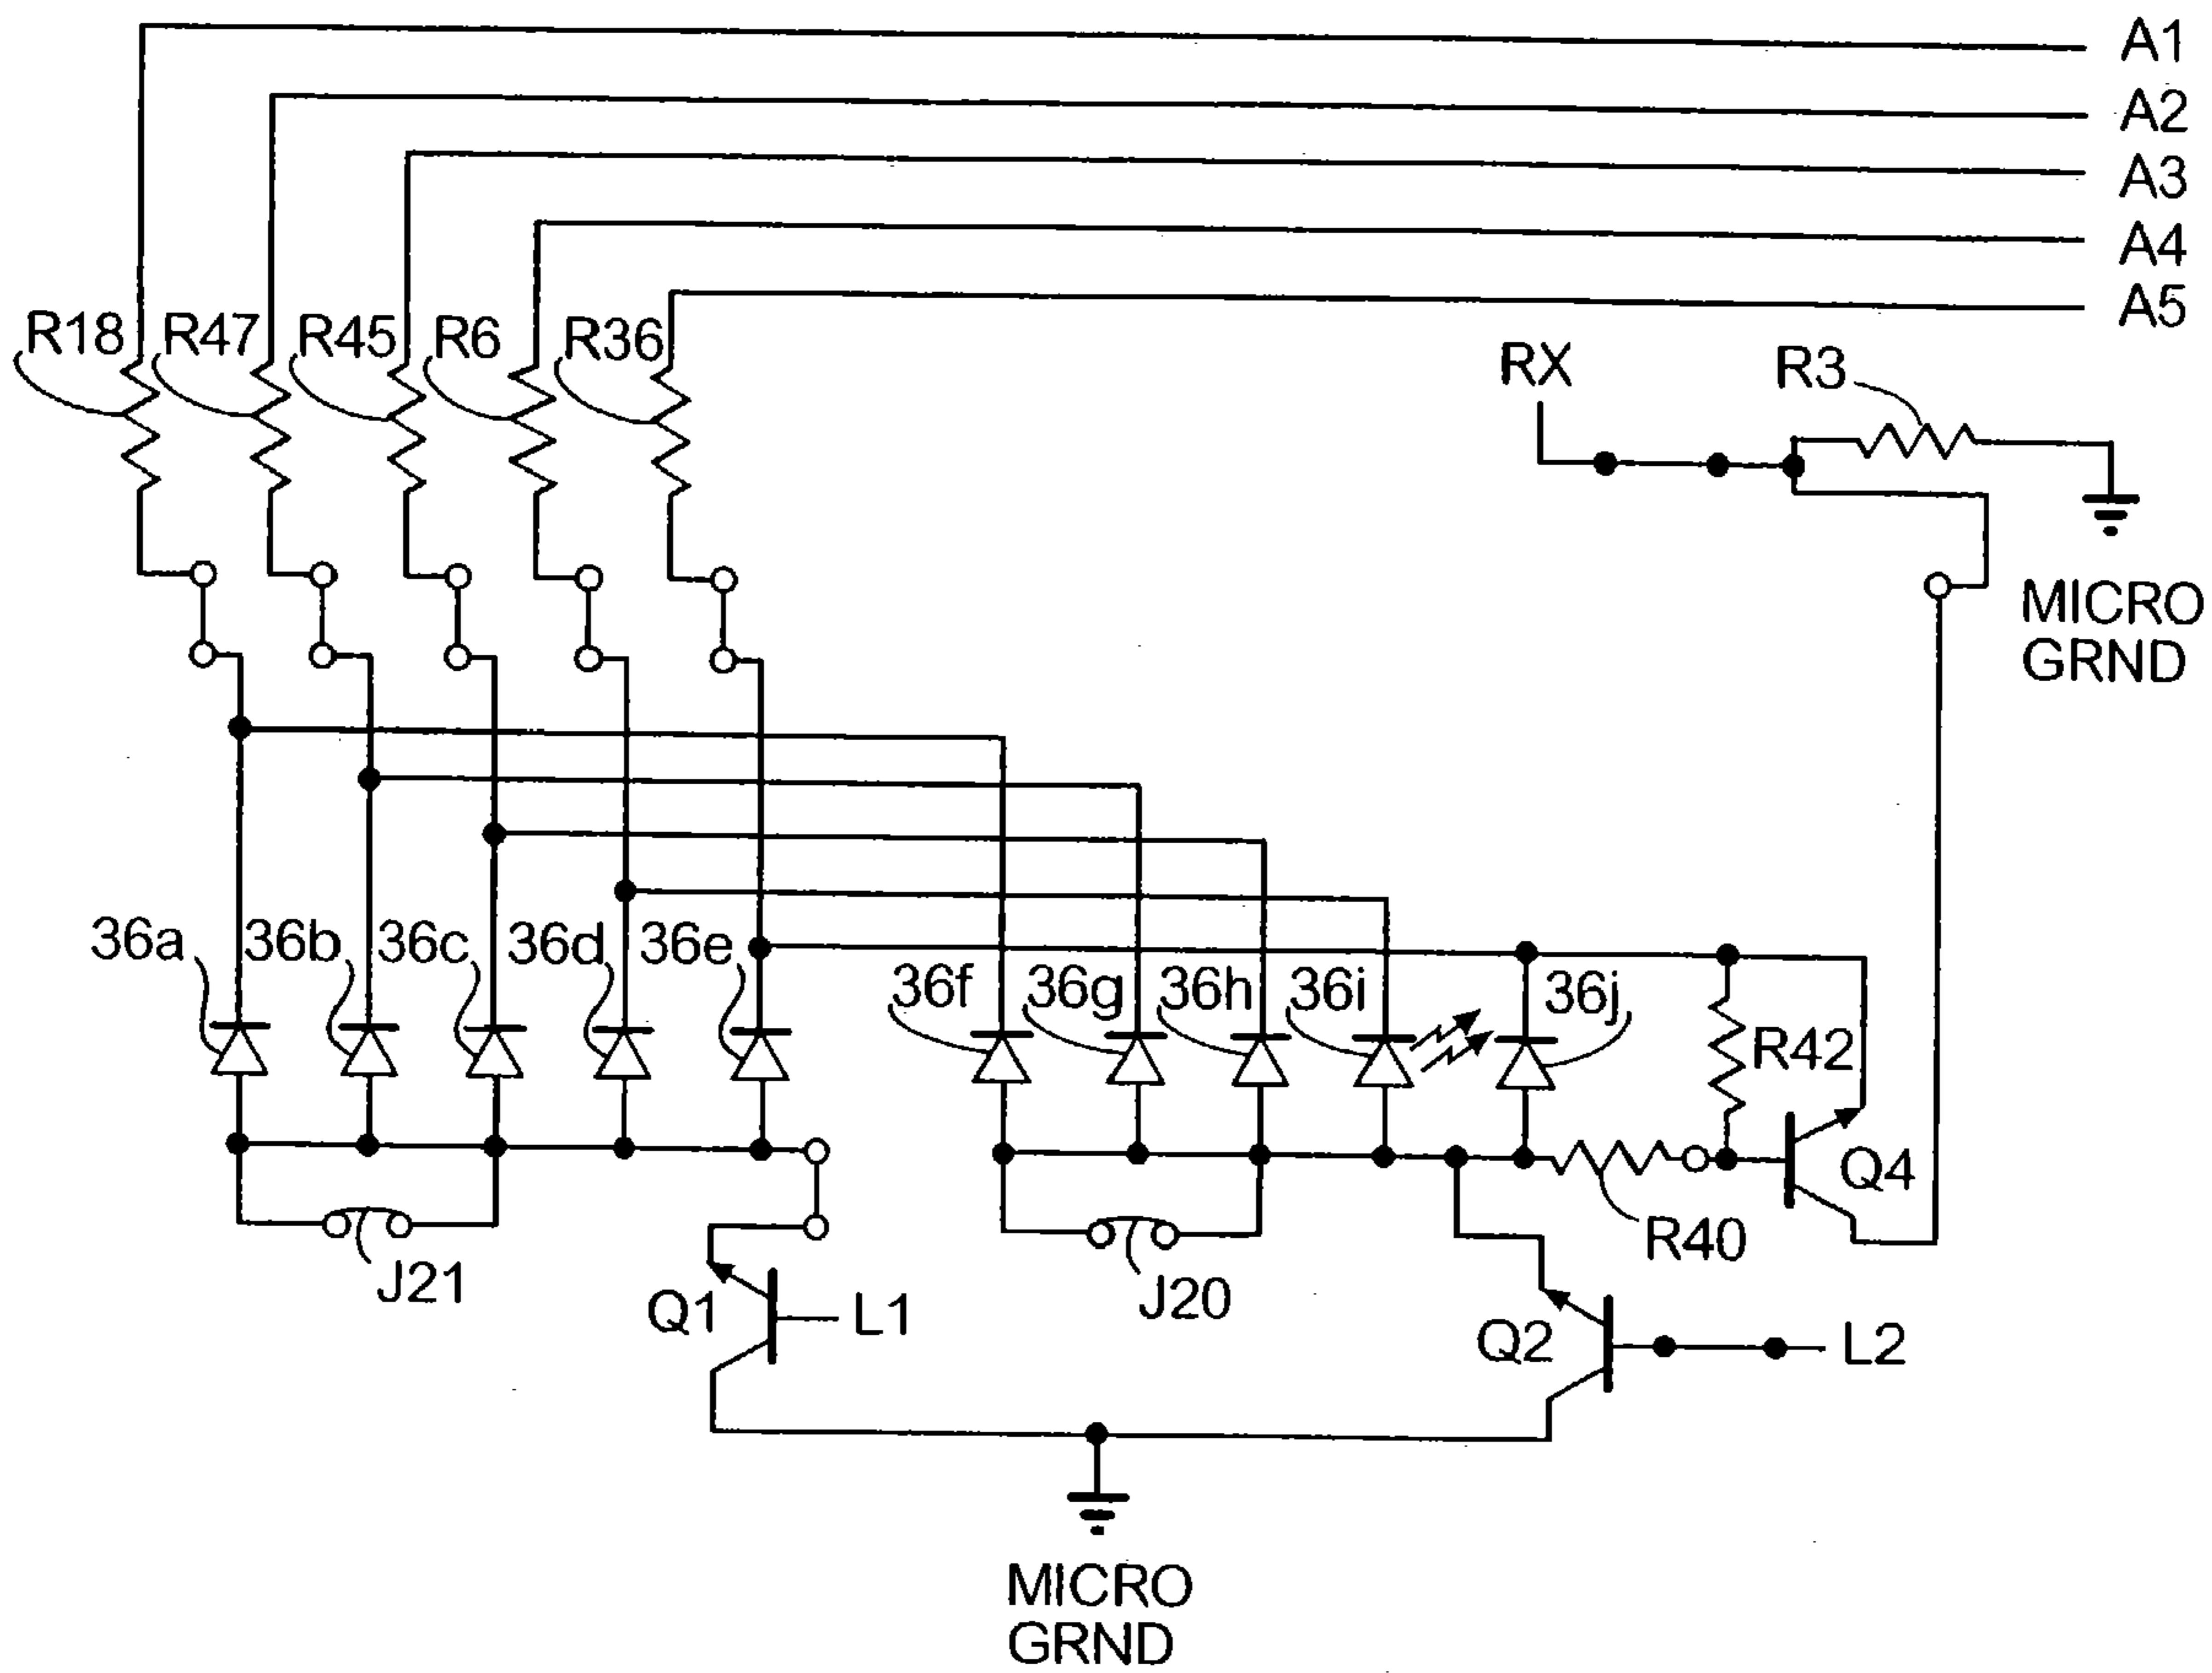 A1
A2
A3
A4
A5
R18 R47 R45 R6 R36
RX R3
MICRO
GRND
36a 36b 36c 36d 36e
36f 36g 36h 36i 36j
R42
Q4
R40
J21
Q1 L1
J20
Q2 L2
MICRO
GRND